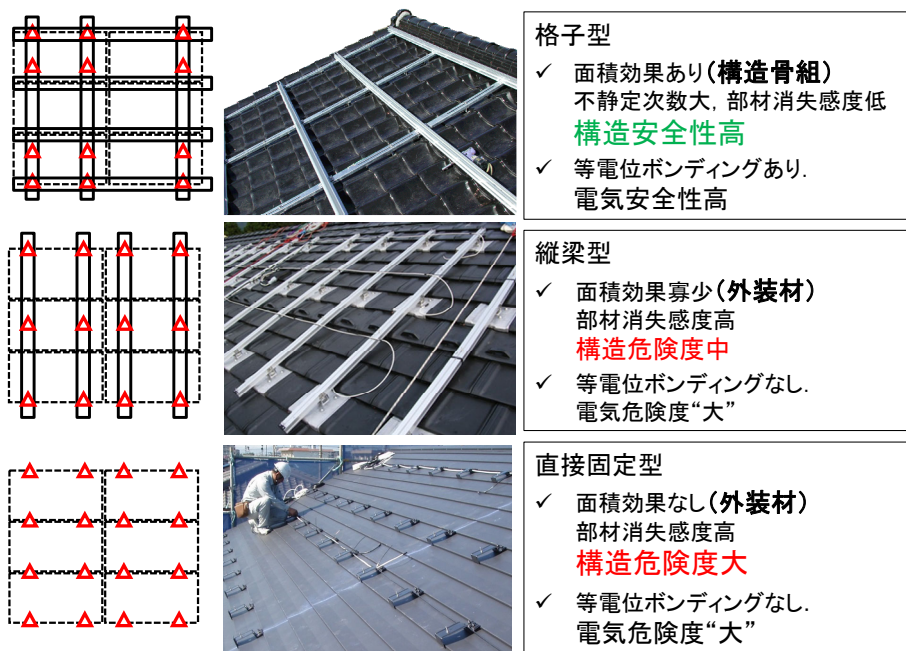 格子型
✓ 面積効果あり(構造骨組)
不静定次数大, 部材消失感度低
構造安全性高
✓ 等電位ボンディングあり.
電気安全性高
縦梁型
✓ 面積効果寡少(外装材)
部材消失感度高
構造危険度中
✓ 等電位ボンディングなし.
電気危険度“大”
直接固定型
✓ 面積効果なし(外装材)
部材消失感度高
構造危険度大
✓ 等電位ボンディングなし.
電気危険度“大”